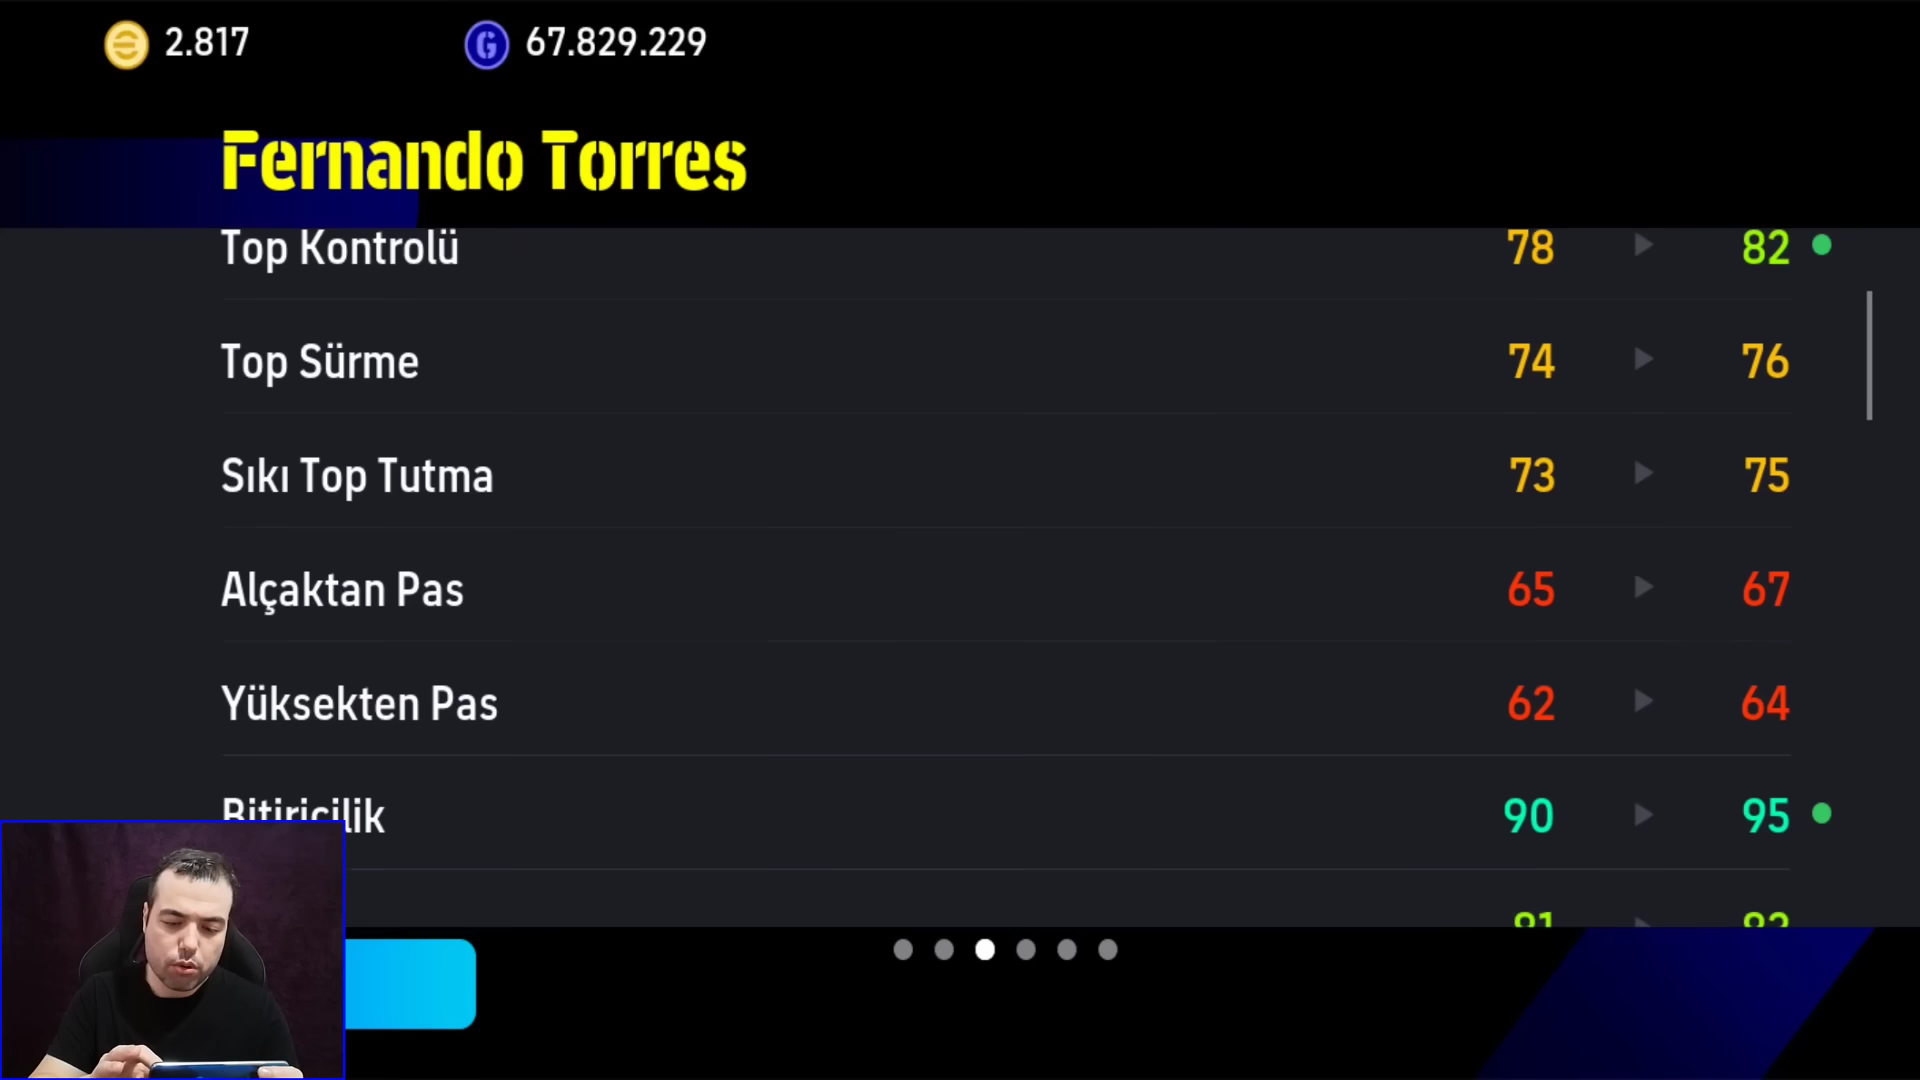 2.817 67.829.229
Fernando Torres
Top Kontrolü 78 82
Top Sürme 74 76
Sıkı Top Tutma 73 75
Alçaktan Pas 65 67
Yüksekten Pas 62 64
Bitiricilik 90 95